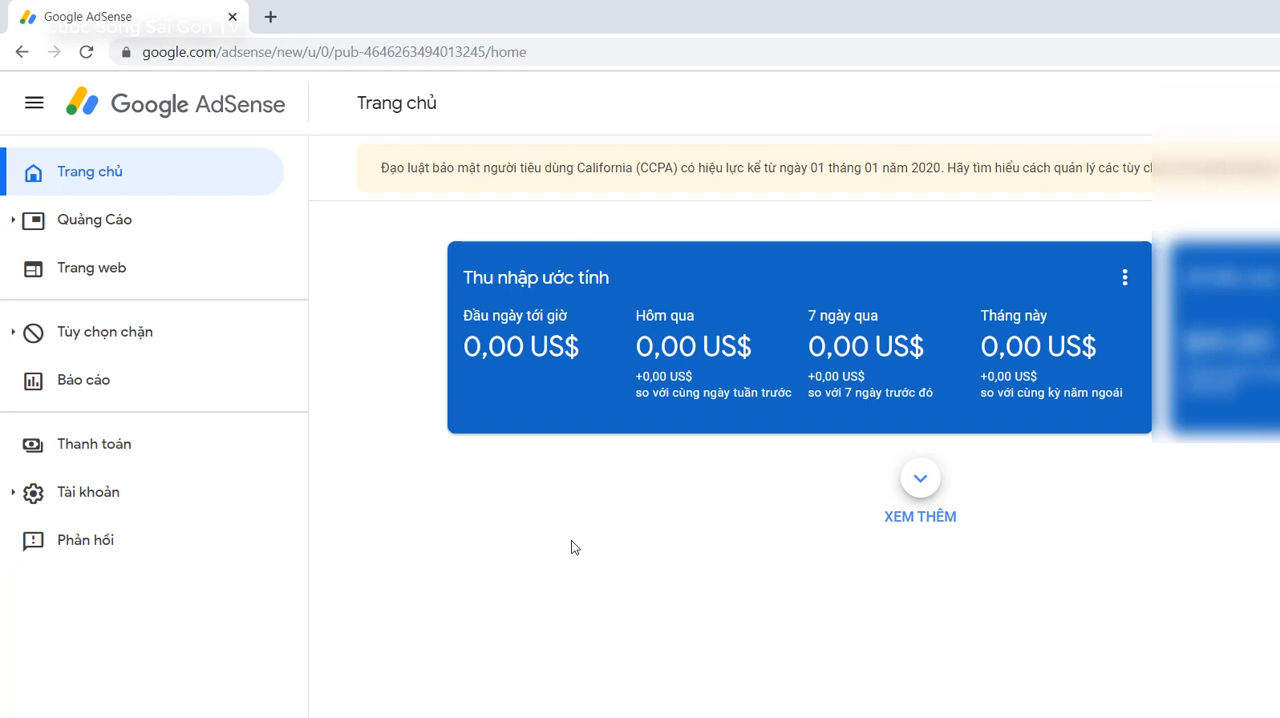 Google AdSense
Cuộc Sống Sài Gòn TV
google.com/adsense/new/u/0/pub-4646263494013245/home
Google AdSense
Trang chủ
Đạo luật bảo mật người tiêu dùng California (CCPA) có hiệu lực kể từ ngày 01 tháng 01 năm 2020. Hãy tìm hiểu cách quản lý các tùy
Trang chủ
Quảng Cáo
Trang web
Tùy chọn chặn
Báo cáo
Thanh toán
Tài khoản
Phản hồi
Thu nhập ước tính
Đầu ngày tới giờ
Hôm qua
7 ngày qua
Tháng này
0,00 US$
0,00 US$
0,00 US$
0,00 US$
+0,00 US$
+0,00 US$
+0,00 US$
so với cùng ngày tuần trước
so với 7 ngày trước đó
so với cùng kỳ năm ngoái
XEM THÊM